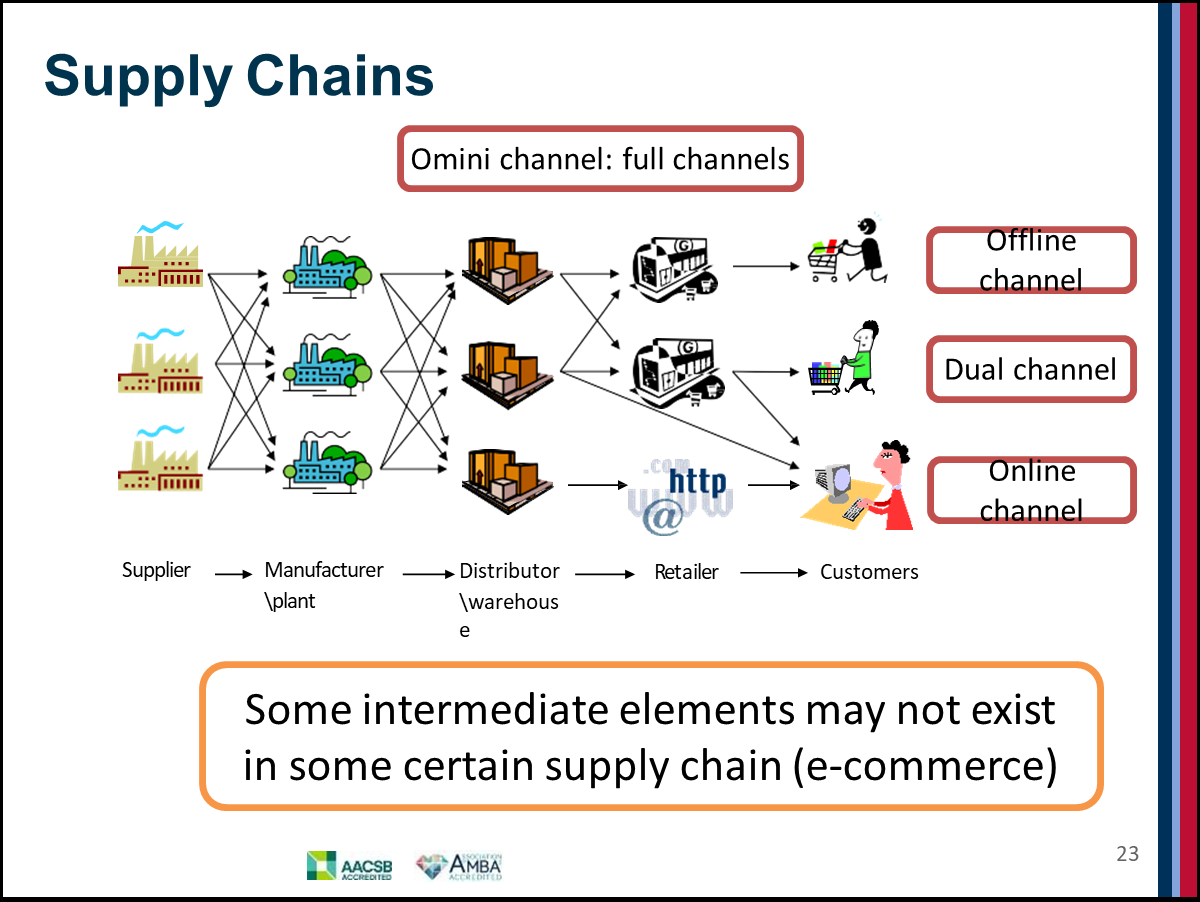 Supply Chains
Omini channel: full channels
Offline
channel
Dual channel
Online
channel
.com
http
www
@
Supplier
Manufacturer
\plant
Distributor
\warehous
e
Retailer
Customers
Some intermediate elements may not exist
in some certain supply chain (e-commerce)
AACSB
ACCREDITED
ASSOCIATION
AMBA
ACCREDITED
23